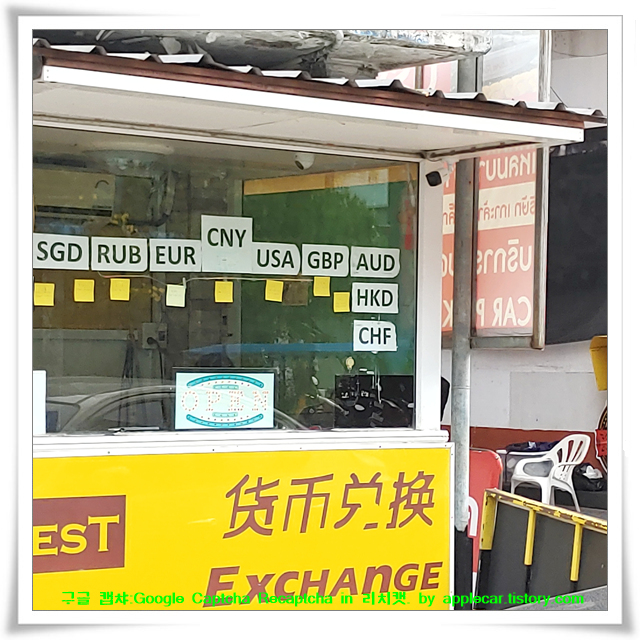 SGD RUB EUR CNY USA GBP AUD
HKD
CHF
OPEN
EST
货币兑换
EXCHANGE
구글 캡챠:Google Captcha Recaptcha in 리치캣. by applecar.tistory.com